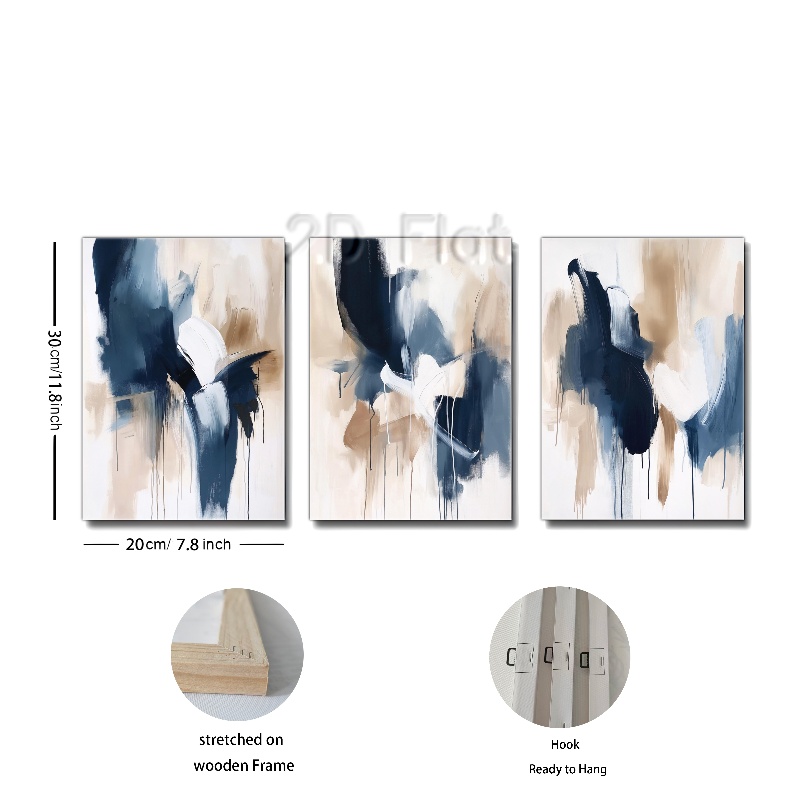 2D Flat
30cm/11.8inch
20cm/ 7.8 inch
stretched on
wooden Frame
Hook
Ready to Hang